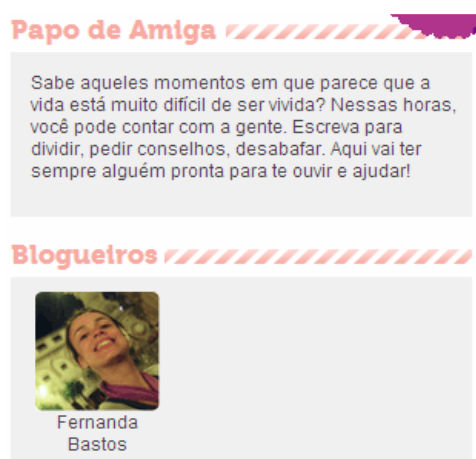 Papo de Amiga
Sabe aqueles momentos em que parece que a
vida está muito difícil de ser vivida? Nessas horas,
você pode contar com a gente. Escreva para
dividir, pedir conselhos, desabafar. Aqui vai ter
sempre alguém pronta para te ouvir e ajudar!
Blogueiros
Fernanda
Bastos